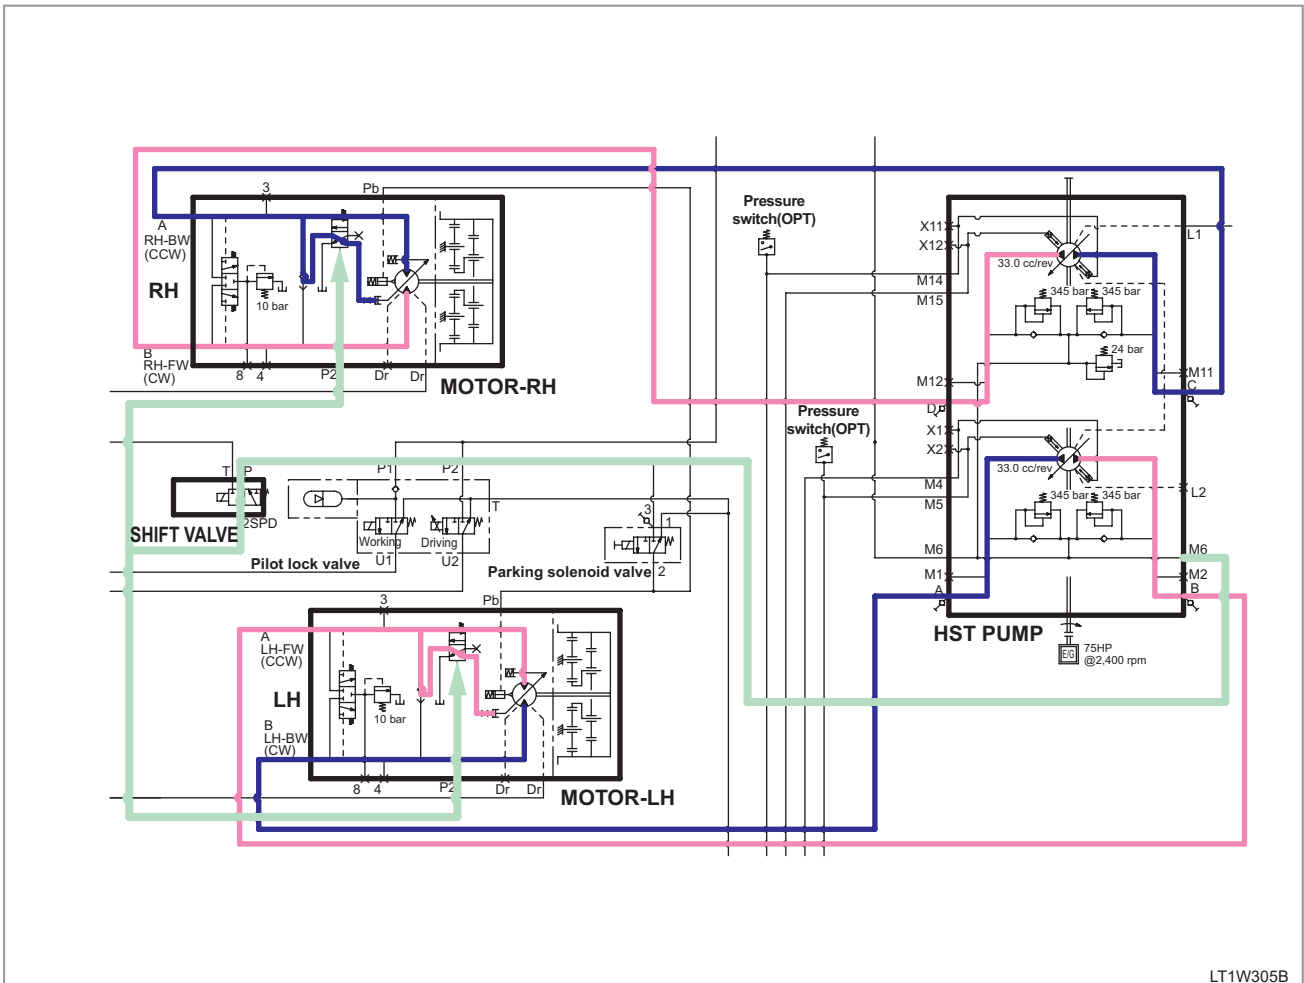 3
Pb
A
RH-BW
(CCW)
RH
10 bar
B
RH-FW
(CW)
8
4
P2
Dr
Dr
MOTOR-RH
Pressure
switch(OPT)
X11
X12
33.0 cc/rev
L1
M14
M15
345 bar
345 bar
24 bar
M12
M11
C
D
Pressure
switch(OPT)
X1
X2
33.0 cc/rev
M4
M5
345 bar
345 bar
L2
M6
M6
M1
M2
A
B
HST PUMP
E/G
75HP
@2,400 rpm
T
P
2SPD
SHIFT VALVE
P1
P2
T
Working
Driving
U1
U2
Pilot lock valve
3
1
2
Parking solenoid valve
3
Pb
A
LH-FW
(CCW)
LH
10 bar
B
LH-BW
(CW)
8
4
P2
Dr
Dr
MOTOR-LH
LT1W305B